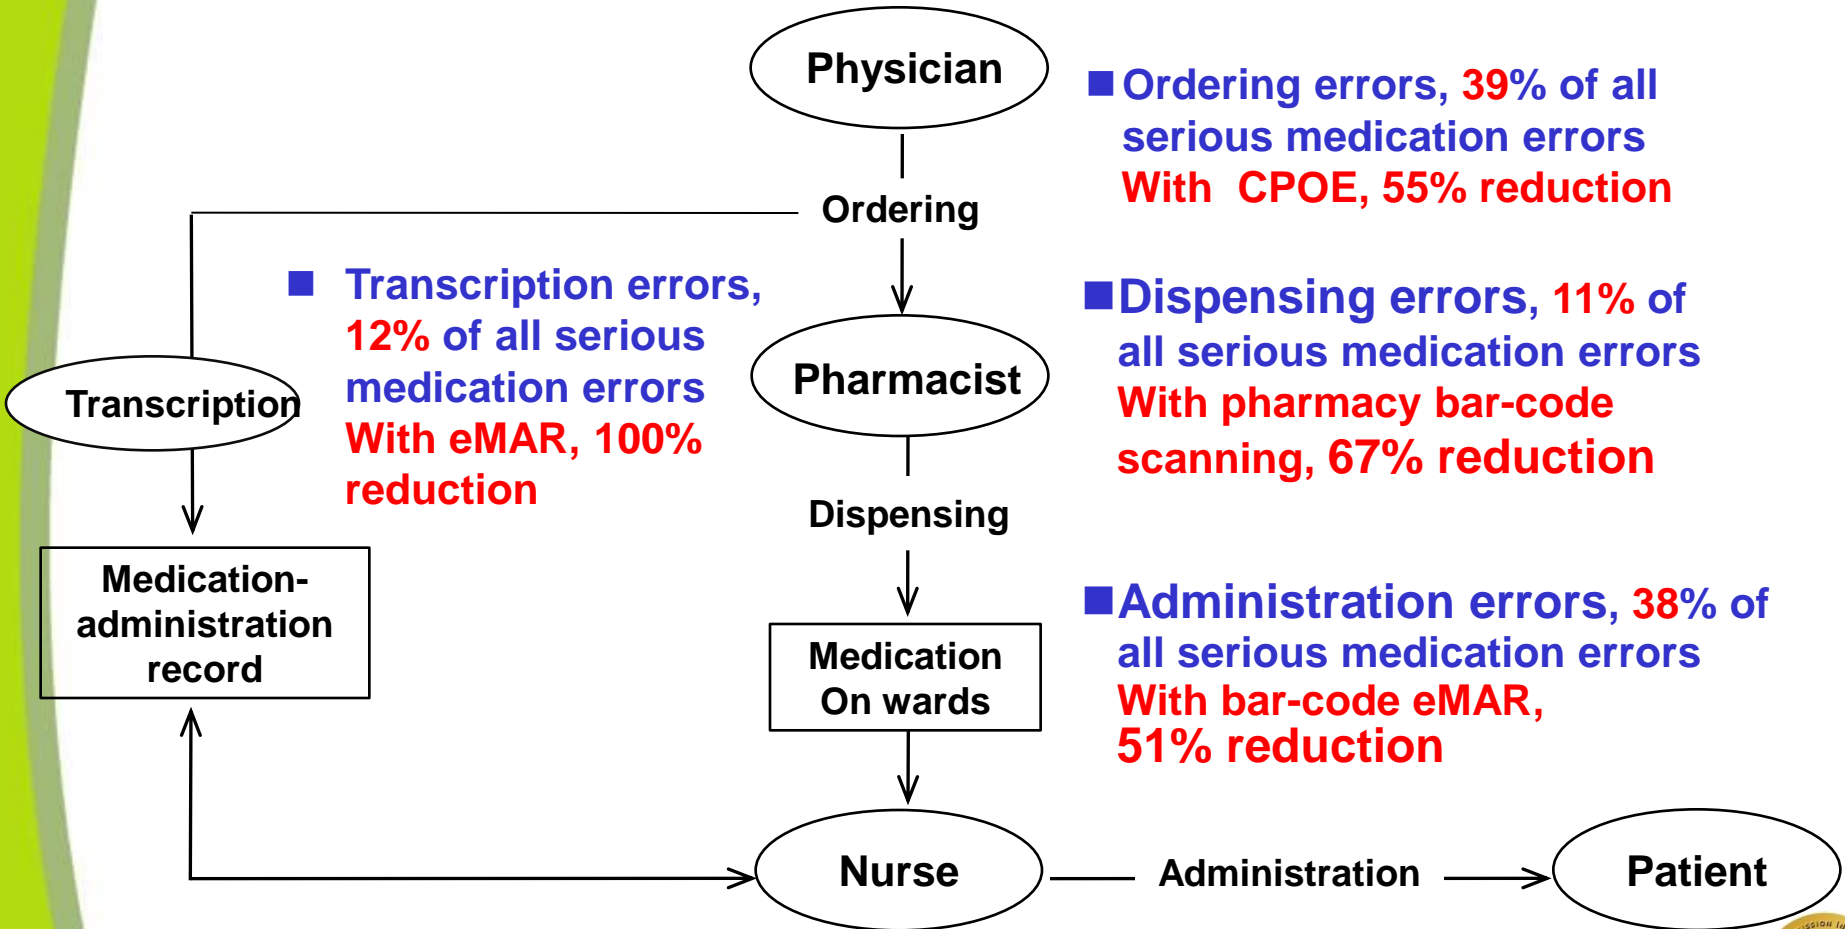 Physician
■ Ordering errors, 39% of all
serious medication errors
With CPOE, 55% reduction
Ordering
■ Transcription errors,
12% of all serious
medication errors
With eMAR, 100%
reduction
■ Dispensing errors, 11% of
all serious medication errors
With pharmacy bar-code
scanning, 67% reduction
Transcription
Pharmacist
Dispensing
Medication-
administration
record
Medication
On wards
■ Administration errors, 38% of
all serious medication errors
With bar-code eMAR,
51% reduction
Nurse
Administration
Patient